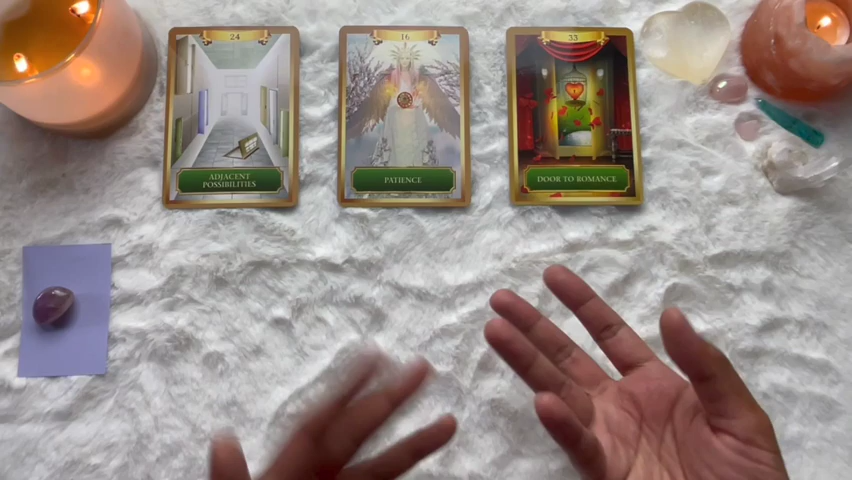 24
ADJACENT
POSSIBILITIES
16
PATIENCE
33
DOOR TO ROMANCE